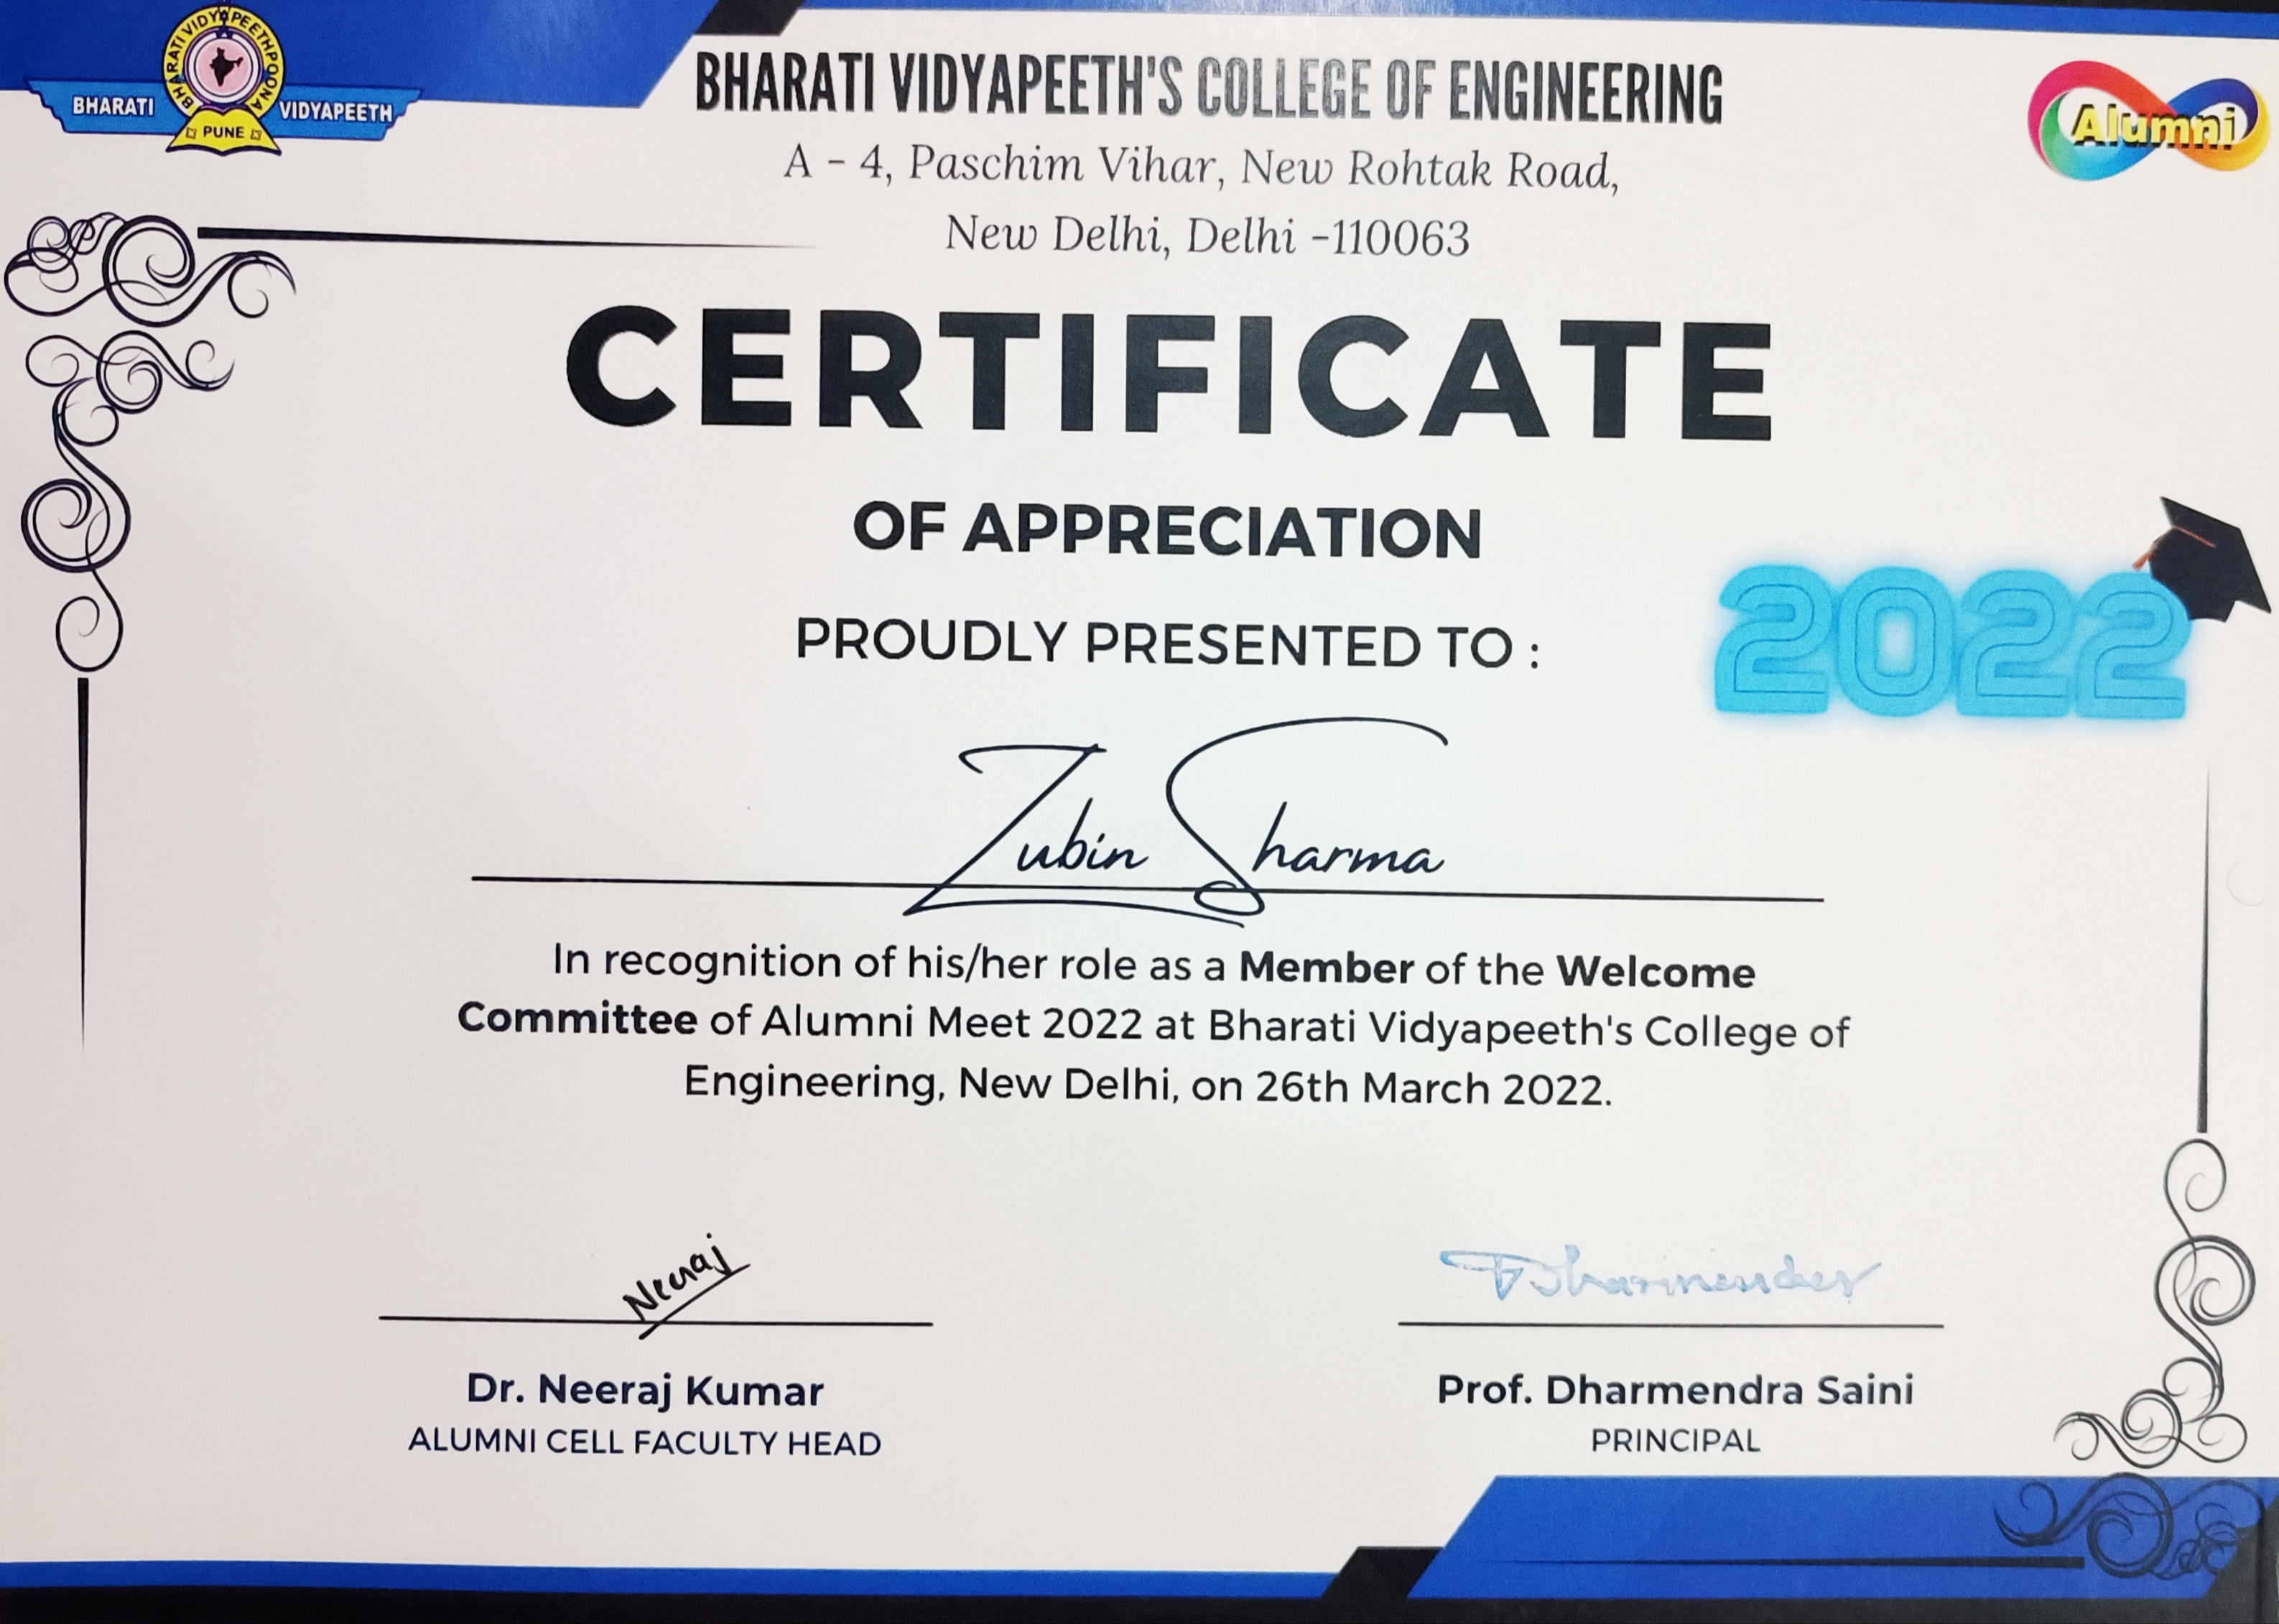 BHARATI VIDYAPEETH POONA
BHARATI VIDYAPEETH
PUNE
BHARATI VIDYAPEETH'S COLLEGE OF ENGINEERING
Alumni
A - 4, Paschim Vihar, New Rohtak Road,
New Delhi, Delhi -110063
CERTIFICATE
OF APPRECIATION
PROUDLY PRESENTED TO :
2022
Zubin Sharma
In recognition of his/her role as a Member of the Welcome
Committee of Alumni Meet 2022 at Bharati Vidyapeeth's College of
Engineering, New Delhi, on 26th March 2022.
Neeraj
Dharmender
Dr. Neeraj Kumar
ALUMNI CELL FACULTY HEAD
Prof. Dharmendra Saini
PRINCIPAL